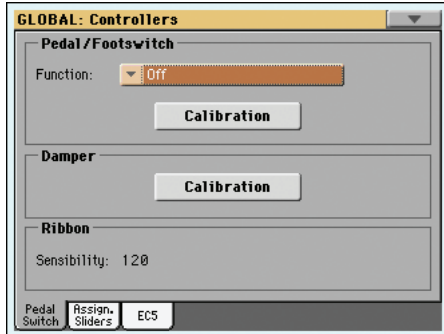 GLOBAL: Controllers
Pedal/Footswitch
Function: Off
Calibration
Damper
Calibration
Ribbon
Sensibility: 120
Pedal Switch
Assign. Sliders
EC5